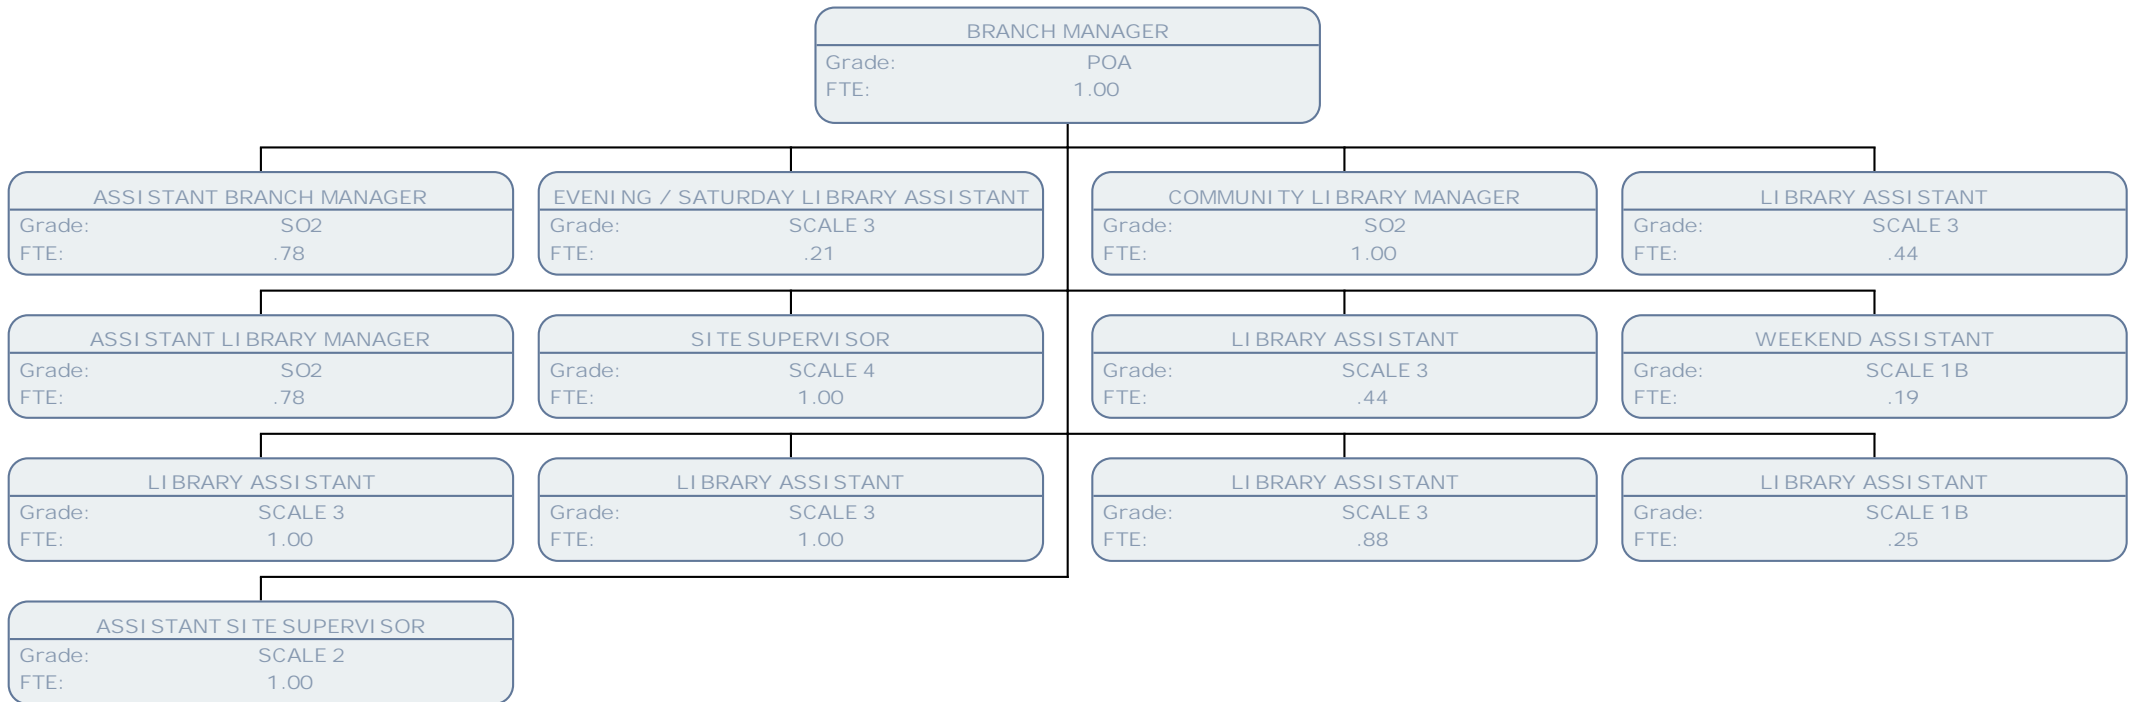 BRANCH MANAGER
Grade: POA
FTE: 1.00
ASSISTANT BRANCH MANAGER
Grade: SO2
FTE: .78
EVENING / SATURDAY LIBRARY ASSISTANT
Grade: SCALE 3
FTE: .21
COMMUNITY LIBRARY MANAGER
Grade: SO2
FTE: 1.00
LIBRARY ASSISTANT
Grade: SCALE 3
FTE: .44
ASSISTANT LIBRARY MANAGER
Grade: SO2
FTE: .78
SITE SUPERVISOR
Grade: SCALE 4
FTE: 1.00
LIBRARY ASSISTANT
Grade: SCALE 3
FTE: .44
WEEKEND ASSISTANT
Grade: SCALE 1B
FTE: .19
LIBRARY ASSISTANT
Grade: SCALE 3
FTE: 1.00
LIBRARY ASSISTANT
Grade: SCALE 3
FTE: 1.00
LIBRARY ASSISTANT
Grade: SCALE 3
FTE: .88
LIBRARY ASSISTANT
Grade: SCALE 1B
FTE: .25
ASSISTANT SITE SUPERVISOR
Grade: SCALE 2
FTE: 1.00